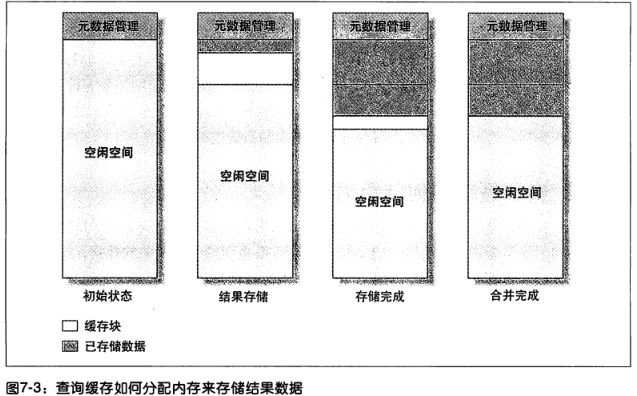 元数据管理 元数据管理 元数据管理 元数据管理
空闲空间 空闲空间 空闲空间 空闲空间
初始状态 结果存储 存储完成 合并完成
缓存块
已存储数据
图7-3：查询缓存如何分配内存来存储结果数据